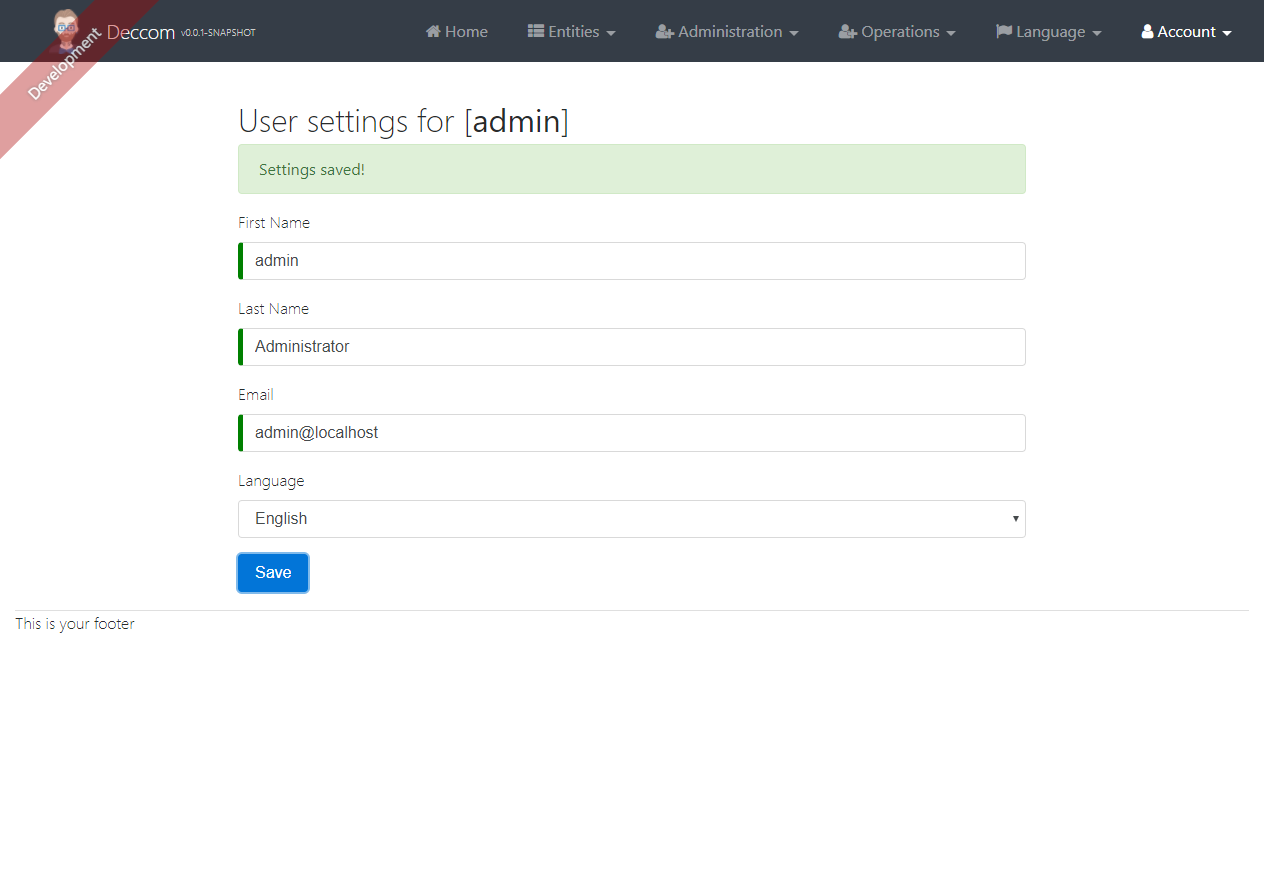 Development
Deccom v0.0.1-SNAPSHOT
Home Entities Administration Operations Language Account
User settings for [admin]
Settings saved!
First Name
admin
Last Name
Administrator
Email
admin@localhost
Language
English
Save
This is your footer